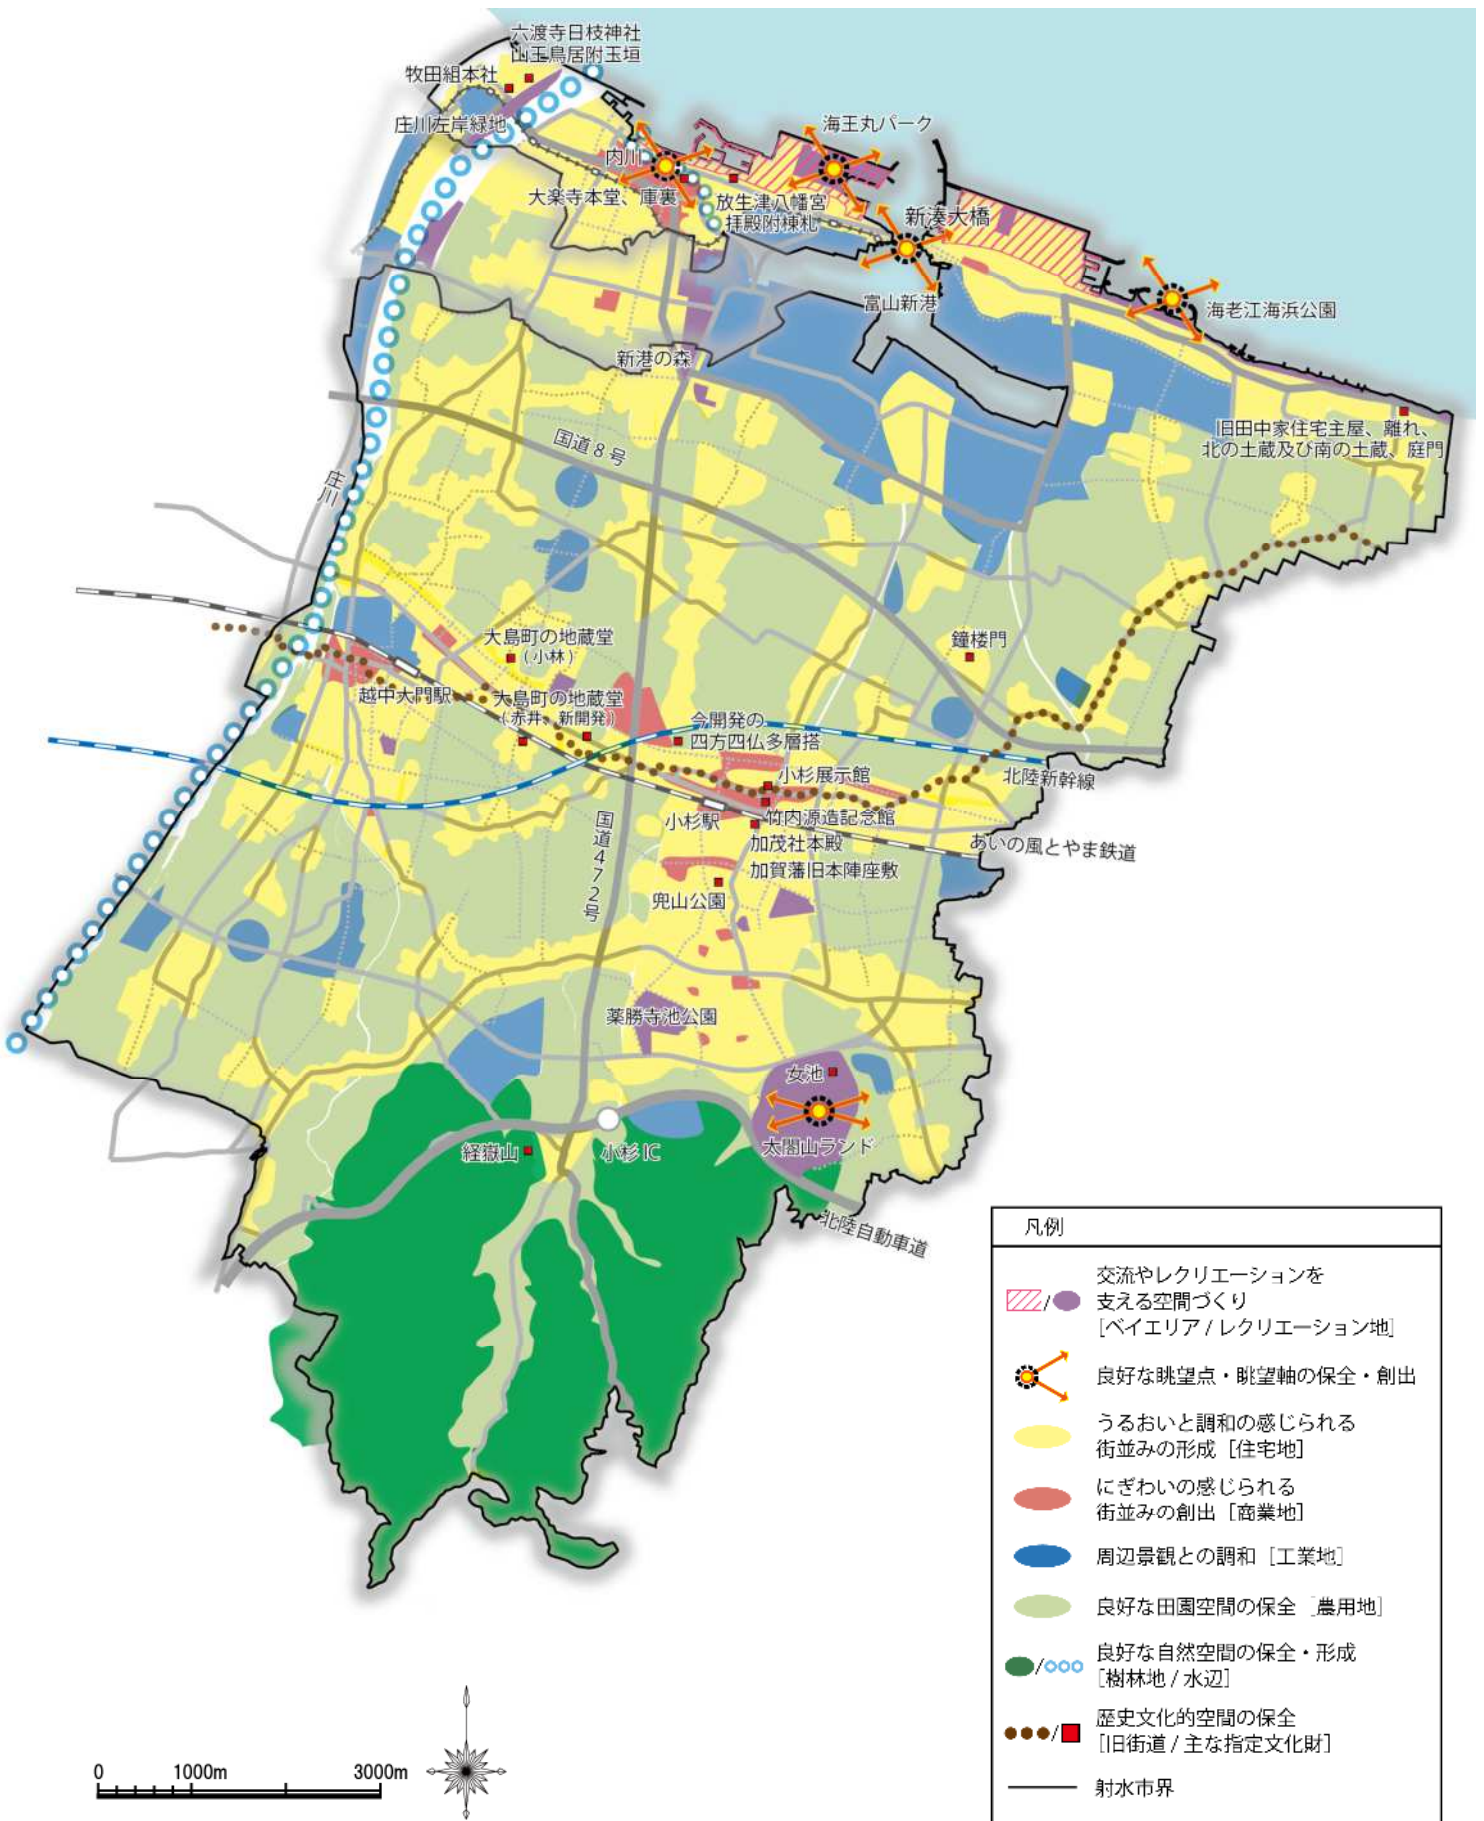 六渡寺日枝神社
山王鳥居附玉垣
牧田組本社
庄川左岸緑地
内川
海王丸パーク
大楽寺本堂、庫裏
放生津八幡宮
拝殿附棟札
新湊大橋
富山新港
海老江海浜公園
新港の森
旧田中家住宅主屋、離れ、
北の土蔵及び南の土蔵、庭門
国道8号
庄川
大島町の地蔵堂
（小林）
鐘楼門
越中大門駅
大島町の地蔵堂
（赤井、新開発）
今開発の
四方四仏多層塔
小杉展示館
北陸新幹線
小杉駅
竹内源造記念館
加茂社本殿
あいの風とやま鉄道
加賀藩旧本陣座敷
国道472号
兜山公園
薬勝寺池公園
女池
太閤山ランド
経嶽山
小杉IC
北陸自動車道
凡例
交流やレクリエーションを
支える空間づくり
［ベイエリア / レクリエーション地］
良好な眺望点・眺望軸の保全・創出
うるおいと調和の感じられる
街並みの形成［住宅地］
にぎわいの感じられる
街並みの創出［商業地］
周辺景観との調和［工業地］
良好な田園空間の保全［農用地］
良好な自然空間の保全・形成
［樹林地 / 水辺］
歴史文化的空間の保全
［旧街道 / 主な指定文化財］
射水市界
0 1000m 3000m